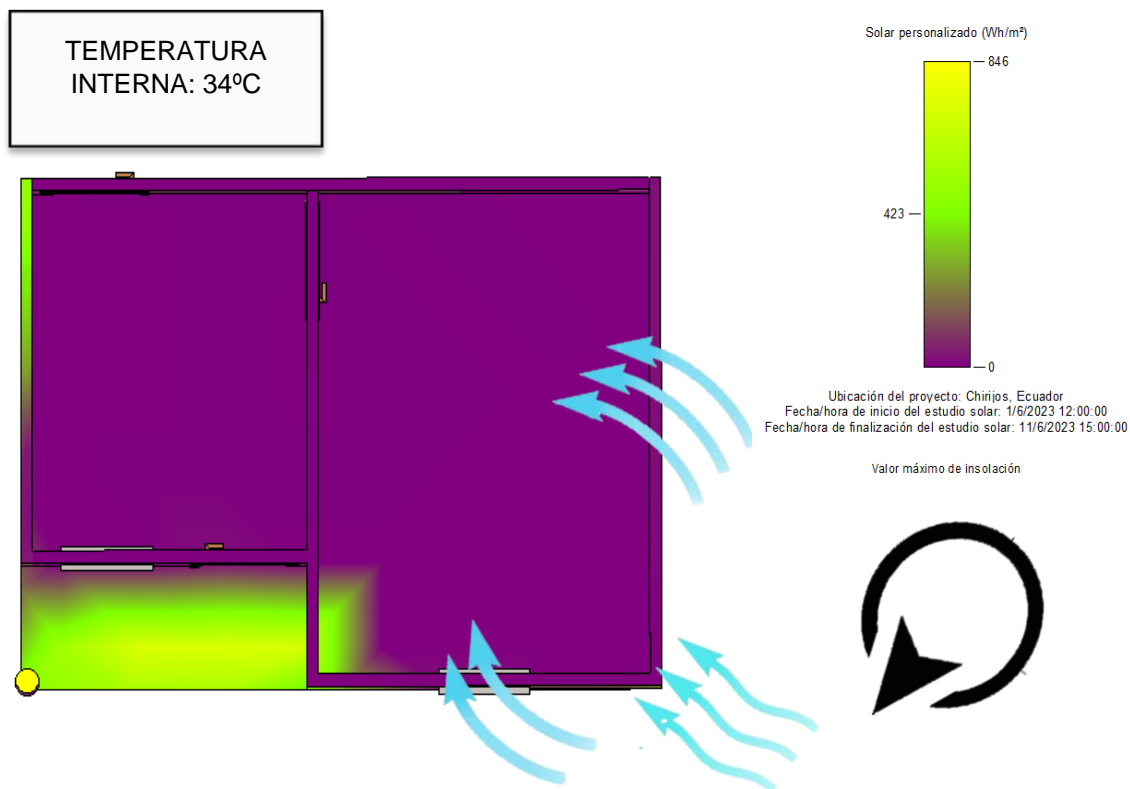 TEMPERATURA
INTERNA: 34ºC
Solar personalizado (Wh/m²)
846
423
0
Ubicación del proyecto: Chirijos, Ecuador
Fecha/hora de inicio del estudio solar: 1/6/2023 12:00:00
Fecha/hora de finalización del estudio solar: 11/6/2023 15:00:00
Valor máximo de insolación